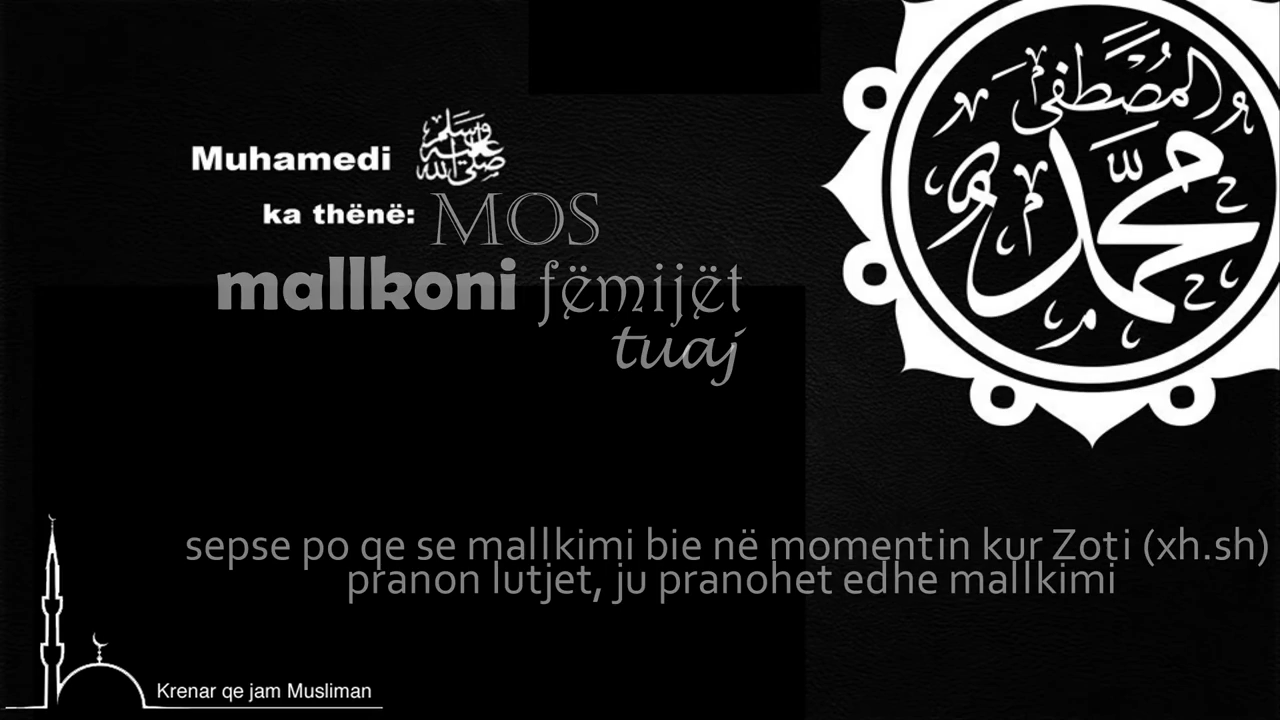 المصطفى
محمد
Muhamedi صلى الله عليه وسلم
ka thënë: MOS
mallkoni fëmijët
tuaj
sepse po qe se mallkimi bie në momentin kur Zoti (xh.sh)
pranon lutjet, ju pranohet edhe mallkimi
Krenar qe jam Musliman